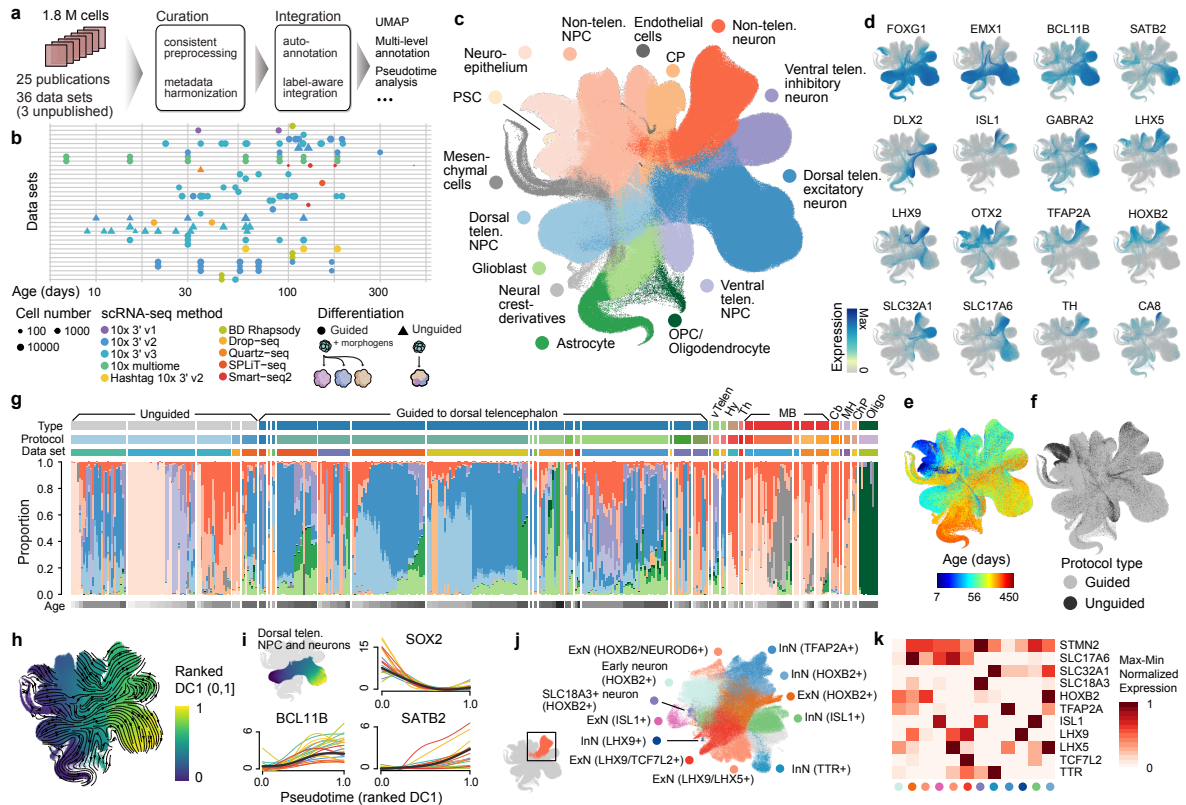 a
1.8 M cells
25 publications
36 data sets
(3 unpublished)
Curation
consistent
preprocessing
metadata
harmonization
Integration
auto-
annotation
label-aware
integration
UMAP
Multi-level
annotation
Pseudotime
analysis
•••
b
Data sets
Age (days)
10
30
100
300
Cell number
100
1000
10000
scRNA-seq method
10x 3' v1
10x 3' v2
10x 3' v3
10x multiome
Hashtag 10x 3' v2
BD Rhapsody
Drop-seq
Quartz-seq
SPLiT-seq
Smart-seq2
Differentiation
Guided
Unguided
+ morphogens
c
Non-telen.
NPC
Endothelial
cells
Non-telen.
neuron
Neuro-
epithelium
CP
Ventral telen.
inhibitory
neuron
PSC
Mesen-
chymal
cells
Dorsal telen.
excitatory
neuron
Dorsal
telen.
NPC
Glioblast
Neural
crest-
derivatives
Ventral
telen.
NPC
Astrocyte
OPC/
Oligodendrocyte
d
FOXG1
EMX1
BCL11B
SATB2
DLX2
ISL1
GABRA2
LHX5
LHX9
OTX2
TFAP2A
HOXB2
SLC32A1
SLC17A6
TH
CA8
Expression
0
Max
g
Type
Protocol
Data set
Unguided
Guided to dorsal telencephalon
vTelen
Hy
Th
MB
Cb
MH
ChP
Oligo
Proportion
1.0
0.8
0.6
0.4
0.2
0.0
Age
e
Age (days)
7
56
450
f
Protocol type
Guided
Unguided
h
Ranked
DC1 (0,1]
1
0
i
Dorsal telen.
NPC and neurons
SOX2
15
0
BCL11B
6
0
SATB2
6
0
0.0
1.0
0.0
1.0
Pseudotime (ranked DC1)
j
ExN (HOXB2/NEUROD6+)
Early neuron
(HOXB2+)
SLC18A3+ neuron
(HOXB2+)
ExN (ISL1+)
InN (LHX9+)
ExN (LHX9/TCF7L2+)
ExN (LHX9/LHX5+)
InN (TFAP2A+)
InN (HOXB2+)
ExN (HOXB2+)
InN (ISL1+)
InN (TTR+)
k
STMN2
SLC17A6
SLC32A1
SLC18A3
HOXB2
TFAP2A
ISL1
LHX9
LHX5
TCF7L2
TTR
Max-Min
Normalized
Expression
1
0